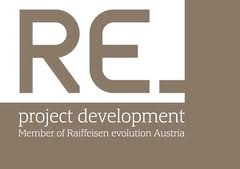 RE
project development
Member of Raiffeisen evolution Austria